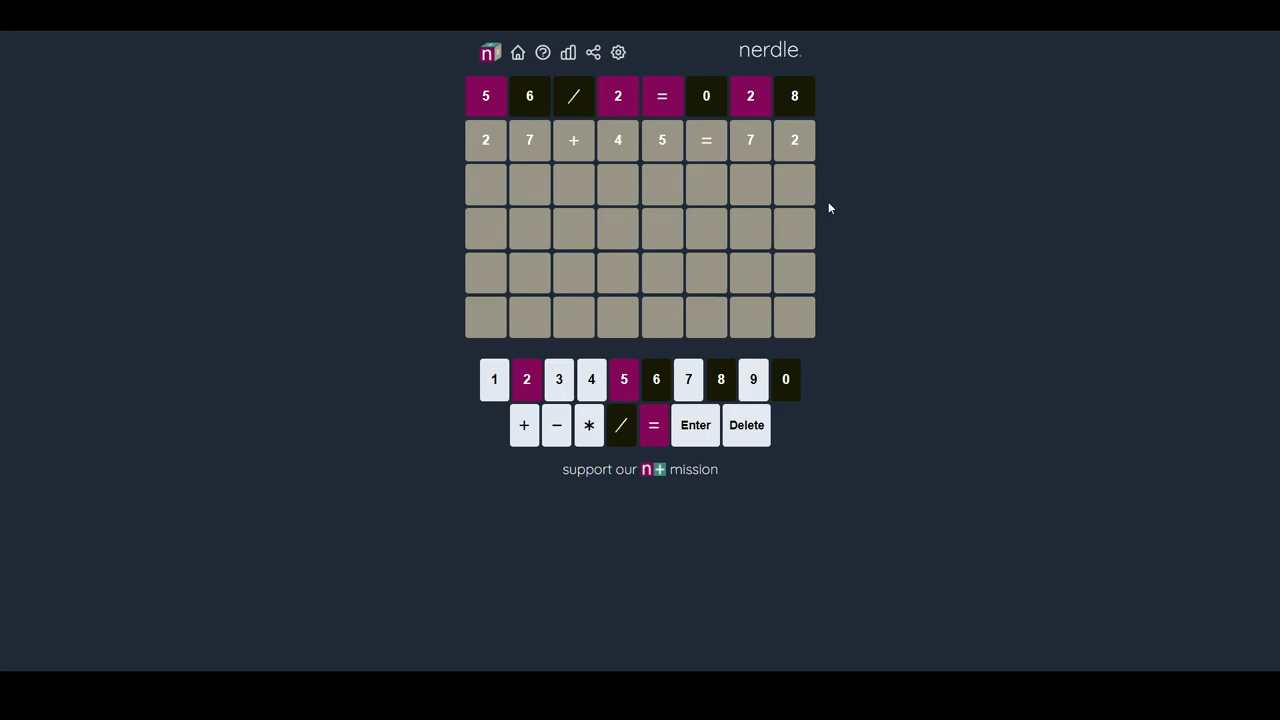 n
nerdle.
5 6 / 2 = 0 2 8
2 7 + 4 5 = 7 2
1 2 3 4 5 6 7 8 9 0
+ − * / = Enter Delete
support our n+ mission